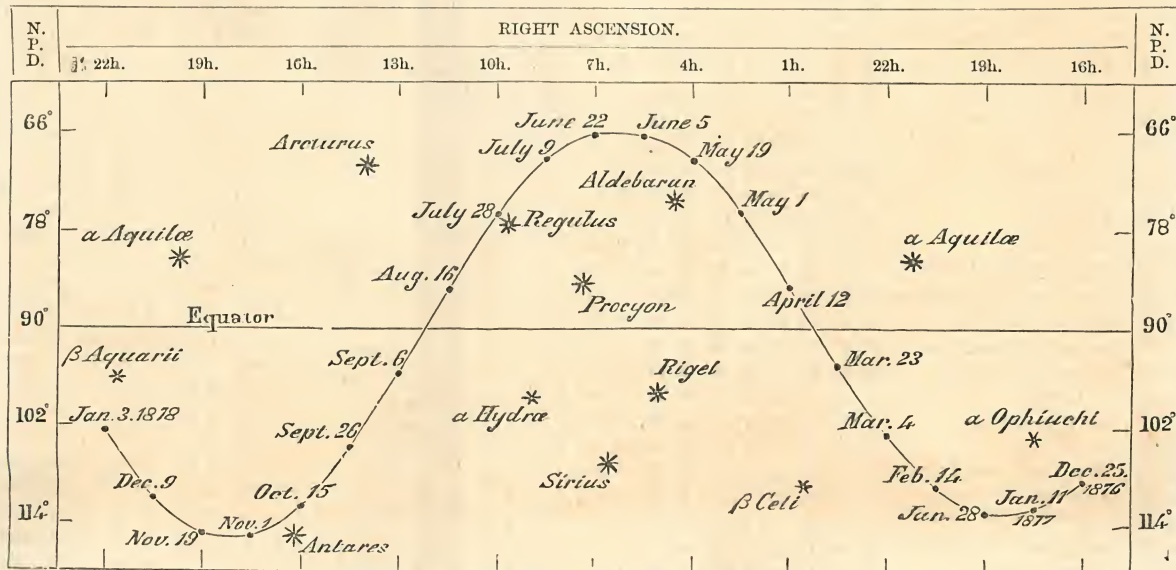 N. P. D.
RIGHT ASCENSION.
N. P. D.
22h. 19h. 16h. 13h. 10h. 7h. 4h. 1h. 22h. 19h. 16h.
66° June 22 June 5 66°
Arcturus July 9 May 19
Aldebaran
July 28 Regulus May 1
78° 78°
a Aquilæ a Aquilæ
Aug. 16 Procyon April 12
90° Equator 90°
β Aquarii Sept. 6 Rigel Mar. 23
102° Jan. 3. 1878 a Hydræ Mar. 4 a Ophiuchi 102°
Sept. 26
Dec. 9 Oct. 15 Sirius β Ceti Feb. 14 Jan. 11 1877 Dec. 25. 1876
114° Nov. 19 Nov. 1 Antares Jan. 28 114°